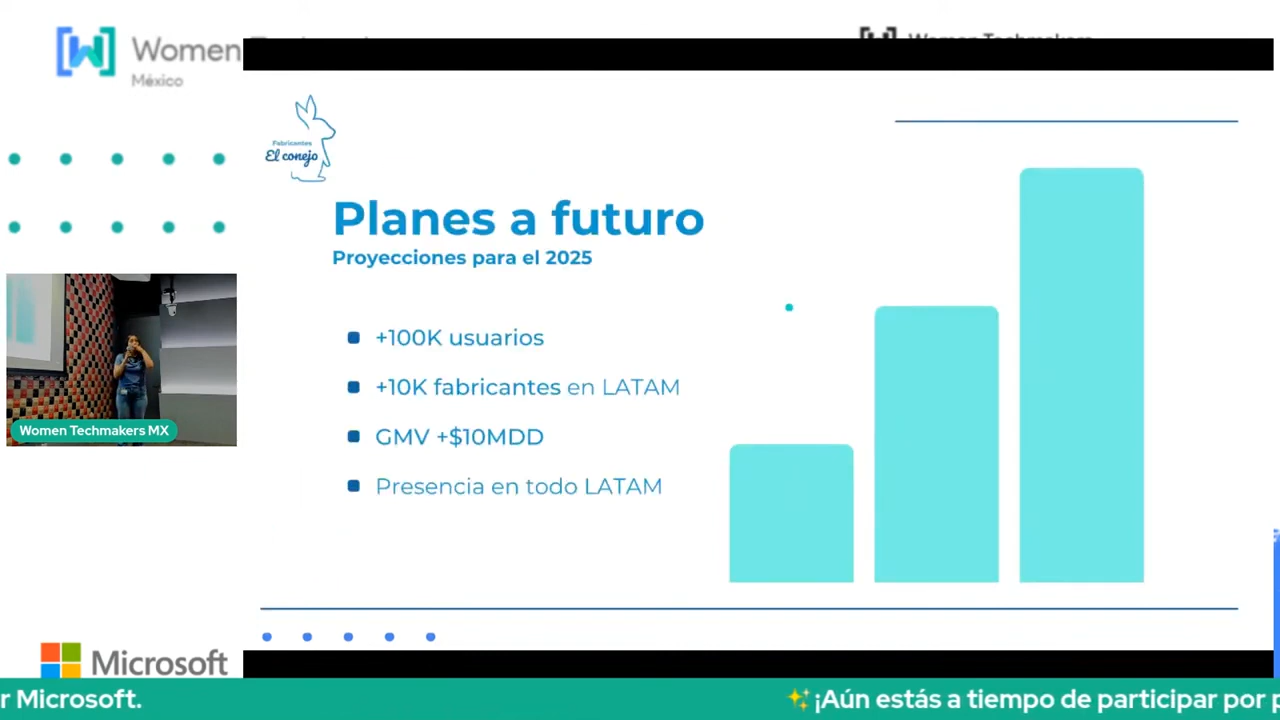 Women
México
Fabricantes
El conejo
Planes a futuro
Proyecciones para el 2025
+100K usuarios
+10K fabricantes en LATAM
GMV +$10MDD
Presencia en todo LATAM
Women Techmakers MX
Microsoft
r Microsoft.
✨¡Aún estás a tiempo de participar por p